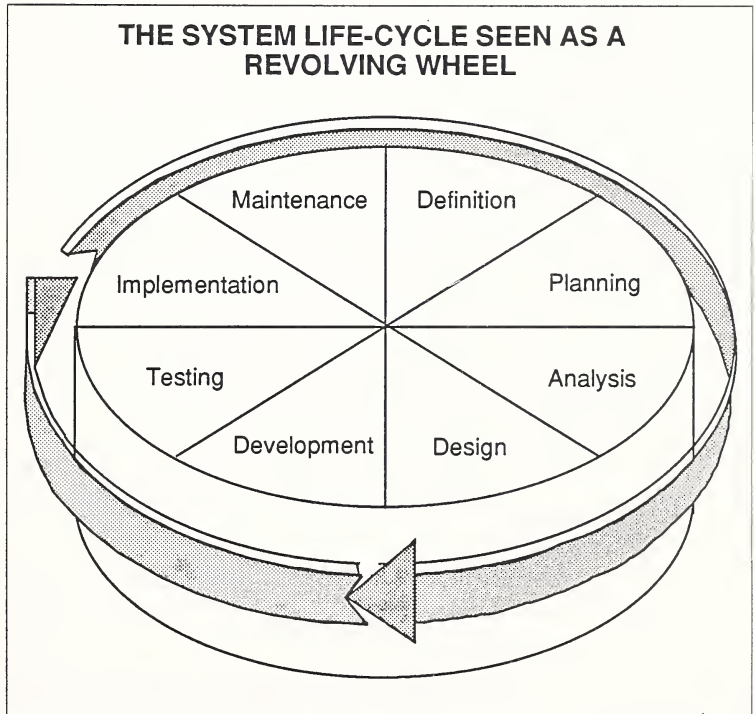 THE SYSTEM LIFE-CYCLE SEEN AS A
REVOLVING WHEEL
Maintenance
Definition
Implementation
Planning
Testing
Analysis
Development
Design